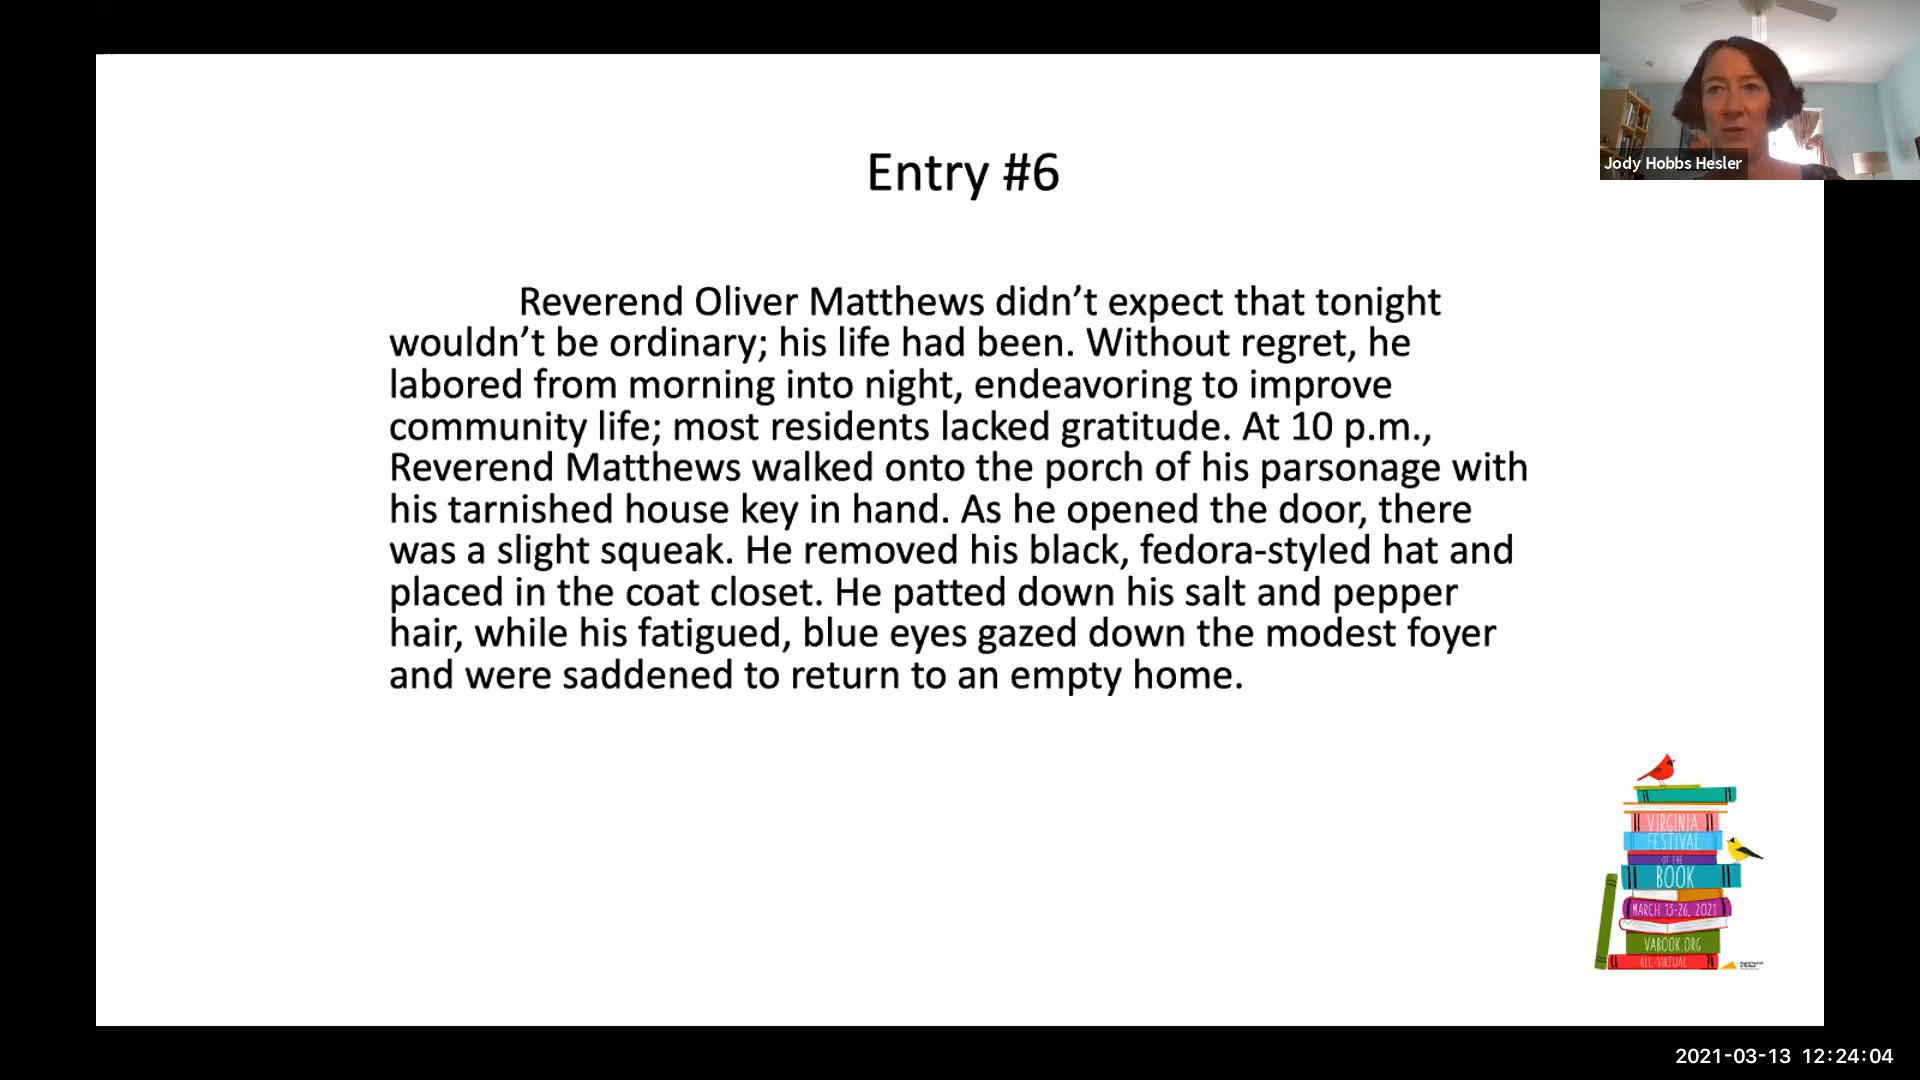 Entry #6
Reverend Oliver Matthews didn’t expect that tonight
wouldn’t be ordinary; his life had been. Without regret, he
labored from morning into night, endeavoring to improve
community life; most residents lacked gratitude. At 10 p.m.,
Reverend Matthews walked onto the porch of his parsonage with
his tarnished house key in hand. As he opened the door, there
was a slight squeak. He removed his black, fedora-styled hat and
placed in the coat closet. He patted down his salt and pepper
hair, while his fatigued, blue eyes gazed down the modest foyer
and were saddened to return to an empty home.
Jody Hobbs Hesler
VIRGINIA
FESTIVAL
OF THE
BOOK
MARCH 13-26, 2021
VABOOK.ORG
ALL-VIRTUAL
2021-03-13 12:24:04